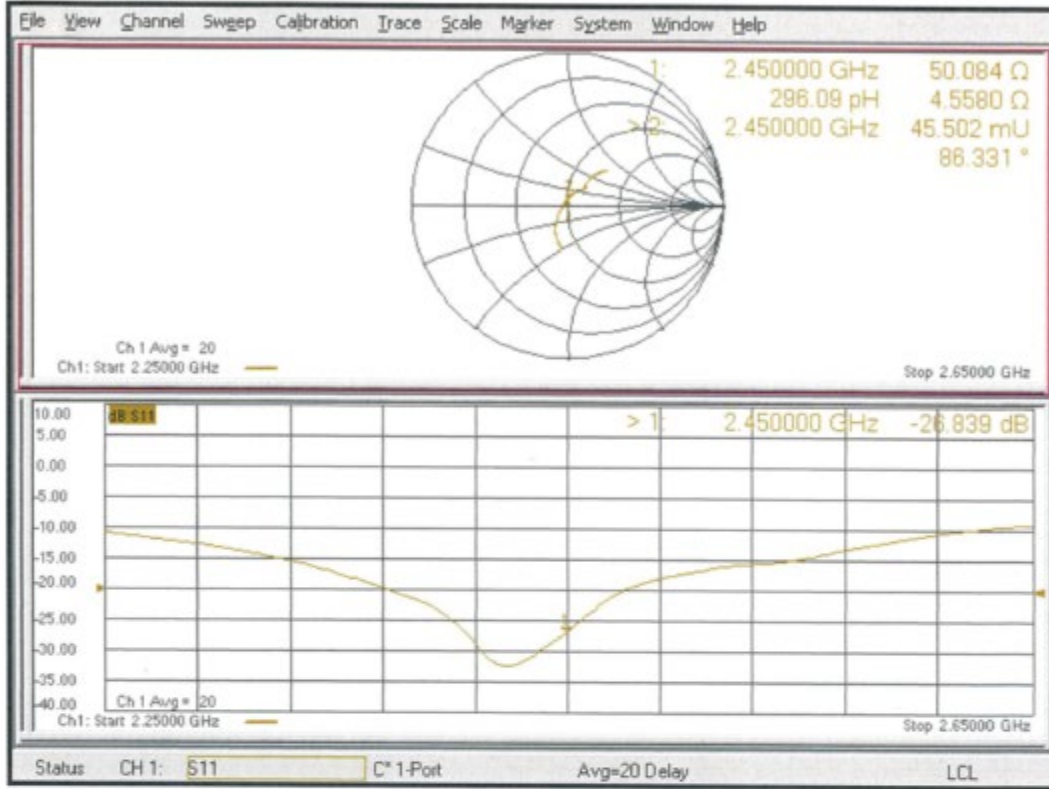 File View Channel Sweep Calibration Trace Scale Marker System Window Help
1: 2.450000 GHz 50.084 Ω
296.09 pH 4.5580 Ω
> 2: 2.450000 GHz 45.502 mU
86.331 °
Ch 1 Avg = 20
Ch1: Start 2.25000 GHz Stop 2.65000 GHz
10.00 dB S11 > 1: 2.450000 GHz -26.839 dB
5.00
0.00
-5.00
-10.00
-15.00
-20.00
-25.00
-30.00
-35.00
-40.00 Ch 1 Avg = 20
Ch1: Start 2.25000 GHz Stop 2.65000 GHz
Status CH 1: S11 C* 1-Port Avg=20 Delay LCL